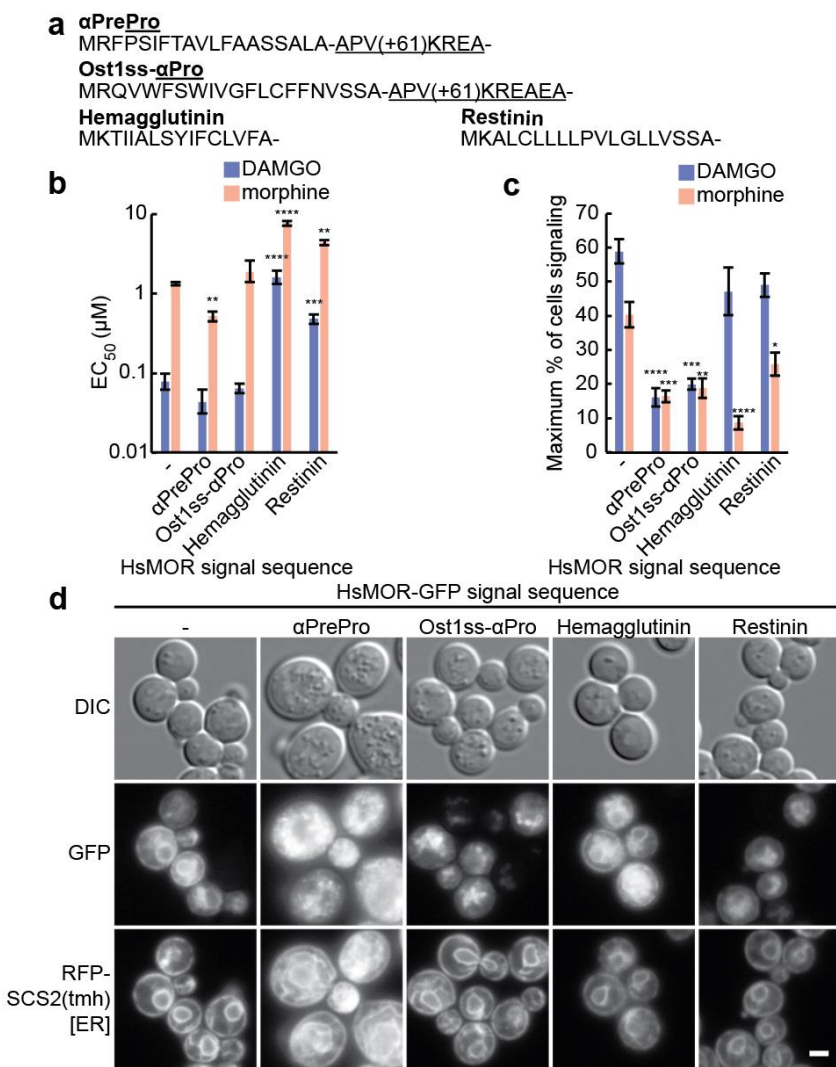 a
αPrePro
MRFPSIFTAVLFAASSALA-APV(+61)KREA-
Ost1ss-αPro
MRQVWFSWIVGFLCFFNVSSA-APV(+61)KREAEA-
Hemagglutinin
MKTIIALSYIFCLVFA-
Restinin
MKALCLLLLPVLGLLVSSA-
b
DAMGO
morphine
EC50 (µM)
10
1
0.1
0.01
**
****
****
***
**
-
αPrePro
Ost1ss-αPro
Hemagglutinin
Restinin
HsMOR signal sequence
c
DAMGO
morphine
Maximum % of cells signaling
70
60
50
40
30
20
10
0
****
***
***
**
****
*
-
αPrePro
Ost1ss-αPro
Hemagglutinin
Restinin
HsMOR signal sequence
d
HsMOR-GFP signal sequence
- αPrePro Ost1ss-αPro Hemagglutinin Restinin
DIC
GFP
RFP-
SCS2(tmh)
[ER]